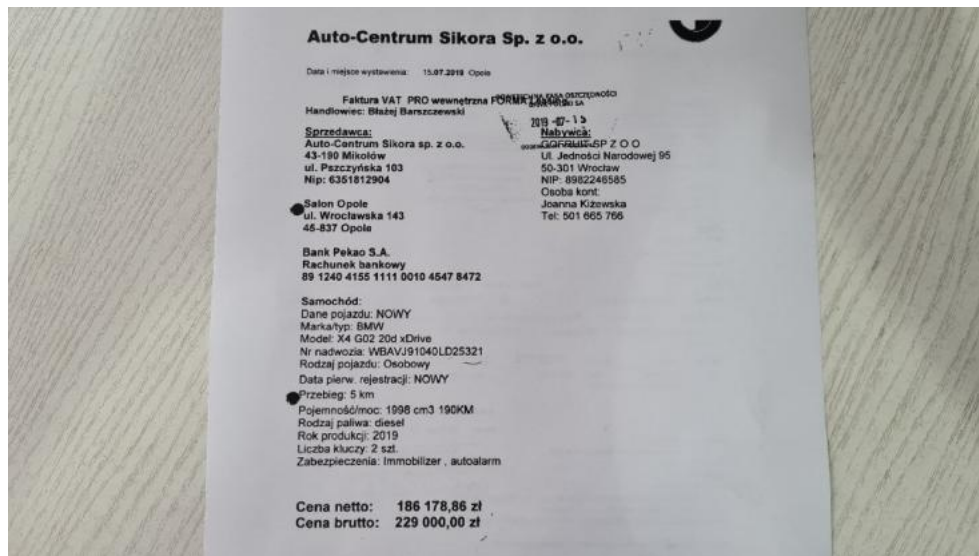 Auto-Centrum Sikora Sp. z o.o.
Data i miejsce wystawienia: 15.07.2019 Opole
Faktura VAT PRO wewnętrzna FORMA
KASA OSZCZĘDNOŚCI
SA
Handlowiec: Błażej Barszczewski
2019 -07- 15
Sprzedawca:
Auto-Centrum Sikora sp. z o.o.
43-190 Mikołów
ul. Pszczyńska 103
Nip: 6351812904
Nabywca:
GOFRUIT SP Z O O
Ul. Jedności Narodowej 95
50-301 Wrocław
NIP: 8982246585
Osoba kont:
Joanna Kiżewska
Tel: 501 665 766
Salon Opole
ul. Wrocławska 143
45-837 Opole
Bank Pekao S.A.
Rachunek bankowy
89 1240 4155 1111 0010 4547 8472
Samochód:
Dane pojazdu: NOWY
Marka/typ: BMW
Model: X4 G02 20d xDrive
Nr nadwozia: WBAVJ91040LD25321
Rodzaj pojazdu: Osobowy
Data pierw. rejestracji: NOWY
Przebieg: 5 km
Pojemność/moc: 1998 cm3 190KM
Rodzaj paliwa: diesel
Rok produkcji: 2019
Liczba kluczy: 2 szt.
Zabezpieczenia: Immobilizer , autoalarm
Cena netto: 186 178,86 zł
Cena brutto: 229 000,00 zł